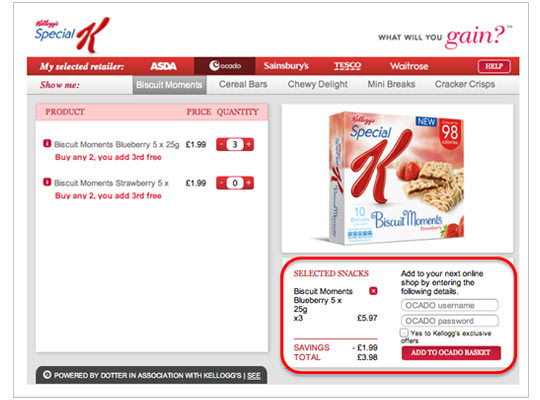 Kellogg's
Special K
WHAT WILL YOU gain?™
My selected retailer: ASDA ocado Sainsbury's TESCO Waitrose HELP
Show me: Biscuit Moments Cereal Bars Chewy Delight Mini Breaks Cracker Crisps
PRODUCT PRICE QUANTITY
i Biscuit Moments Blueberry 5 x 25g £1.99 - 3 +
Buy any 2, you add 3rd free
i Biscuit Moments Strawberry 5 x £1.99 - 0 +
Buy any 2, you add 3rd free
Kellogg's
NEW
Special
K
98
calories
10
Biscuits
Biscuit Moments
Strawberry
SELECTED SNACKS
Biscuit Moments
Blueberry 5 x
25g
x3 £5.97
SAVINGS - £1.99
TOTAL £3.98
Add to your next online
shop by entering the
following details.
OCADO username
OCADO password
Yes to Kellogg's exclusive
offers
ADD TO OCADO BASKET
POWERED BY DOTTER IN ASSOCIATION WITH KELLOGG'S | SEE